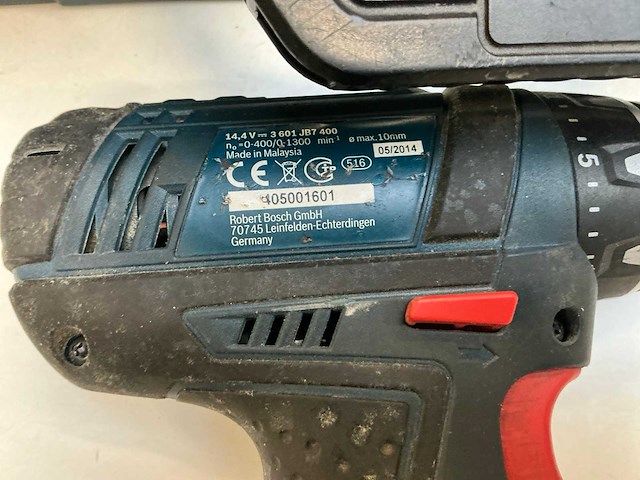 14,4 V⎓ 3 601 JB7 400
n₀ =0-400/0-1300 min⁻¹ ø max.10mm
Made in Malaysia 05/2014
CE 516
405001601
Robert Bosch GmbH
70745 Leinfelden-Echterdingen
Germany
5